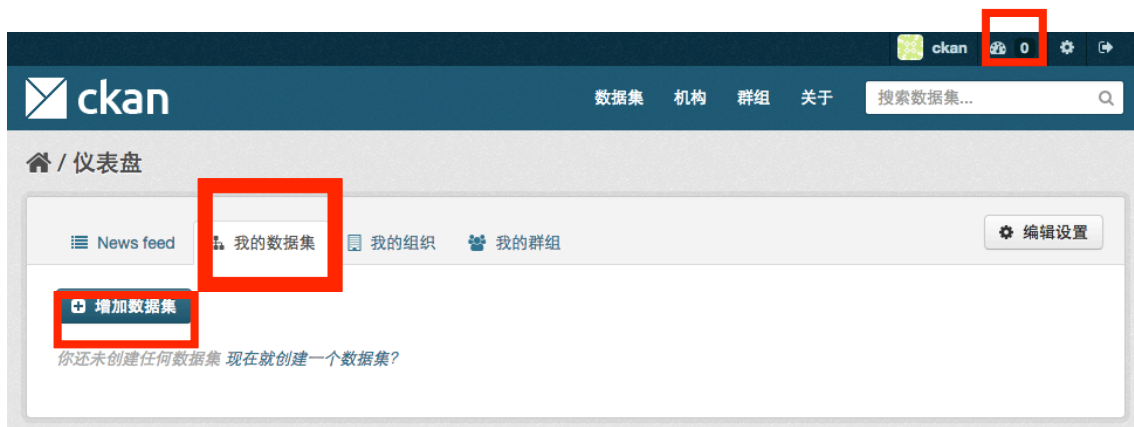 ckan 0
ckan 数据集 机构 群组 关于 搜索数据集...
/ 仪表盘
News feed 我的数据集 我的组织 我的群组 编辑设置
增加数据集
你还未创建任何数据集 现在就创建一个数据集?